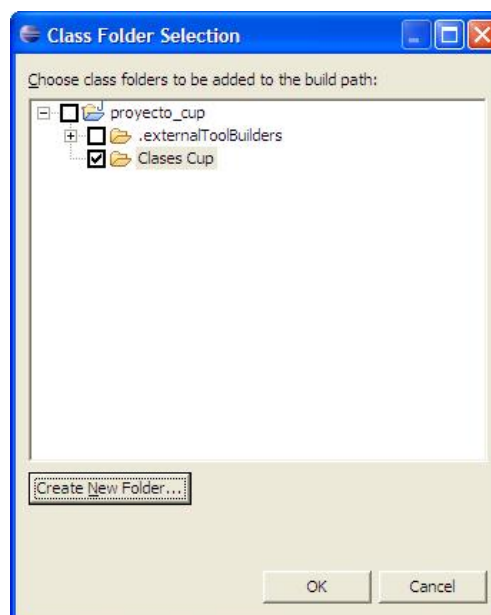 Class Folder Selection
Choose class folders to be added to the build path:
proyecto_cup
.externalToolBuilders
Clases Cup
Create New Folder...
OK Cancel